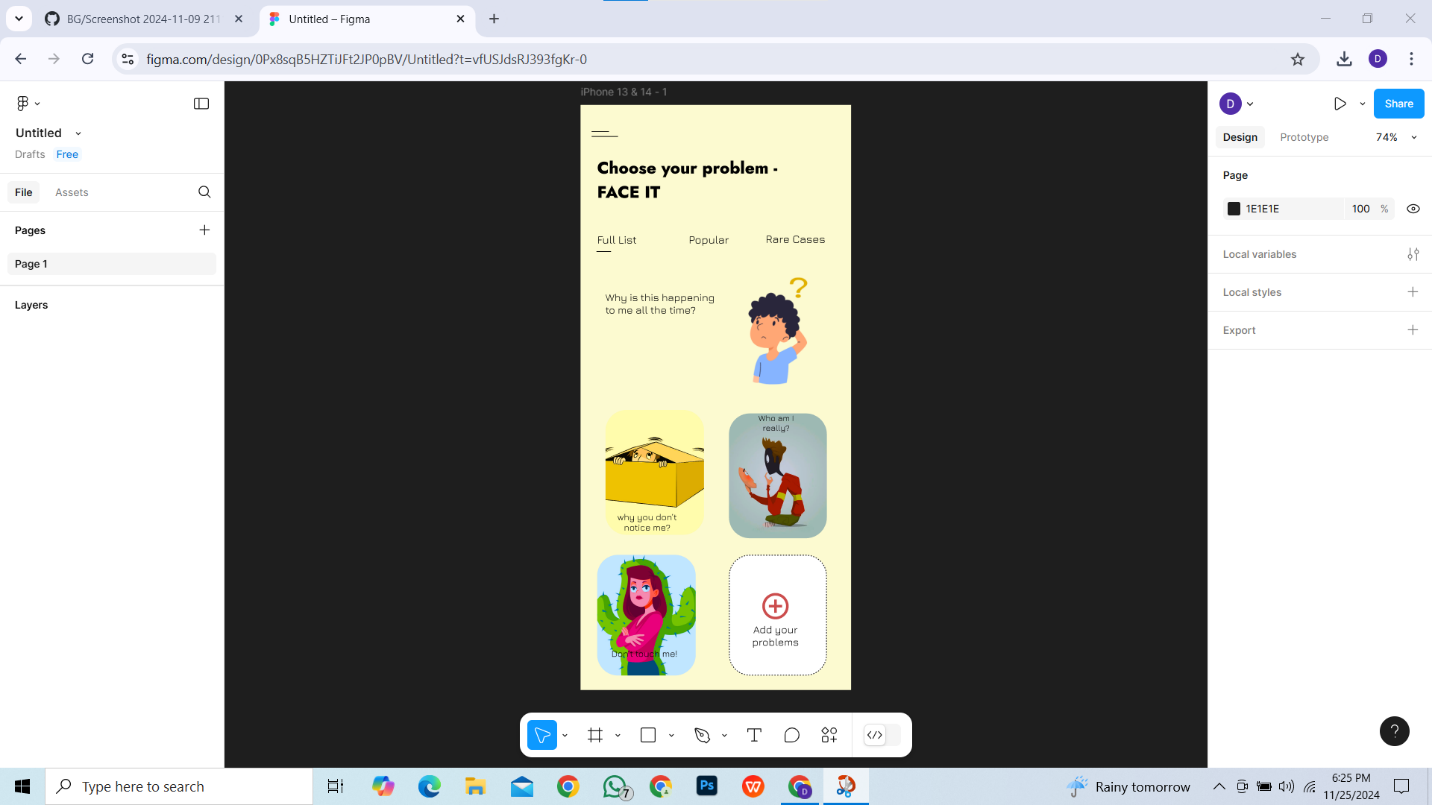 BG/Screenshot 2024-11-09 211
Untitled – Figma
figma.com/design/0Px8sqB5HZTiJFt2JP0pBV/Untitled?t=vfUSJdsRJ393fgKr-0
D
Untitled
Drafts Free
File Assets
Pages
Page 1
Layers
iPhone 13 & 14 - 1
Choose your problem -
FACE IT
Full List Popular Rare Cases
Why is this happening
to me all the time?
?
why you don't
notice me?
Who am I
really?
Don't touch me!
Add your
problems
D
Share
Design Prototype 74%
Page
1E1E1E 100 %
Local variables
Local styles
Export
?
Type here to search
7
Ps
W
D
Rainy tomorrow
6:25 PM
11/25/2024